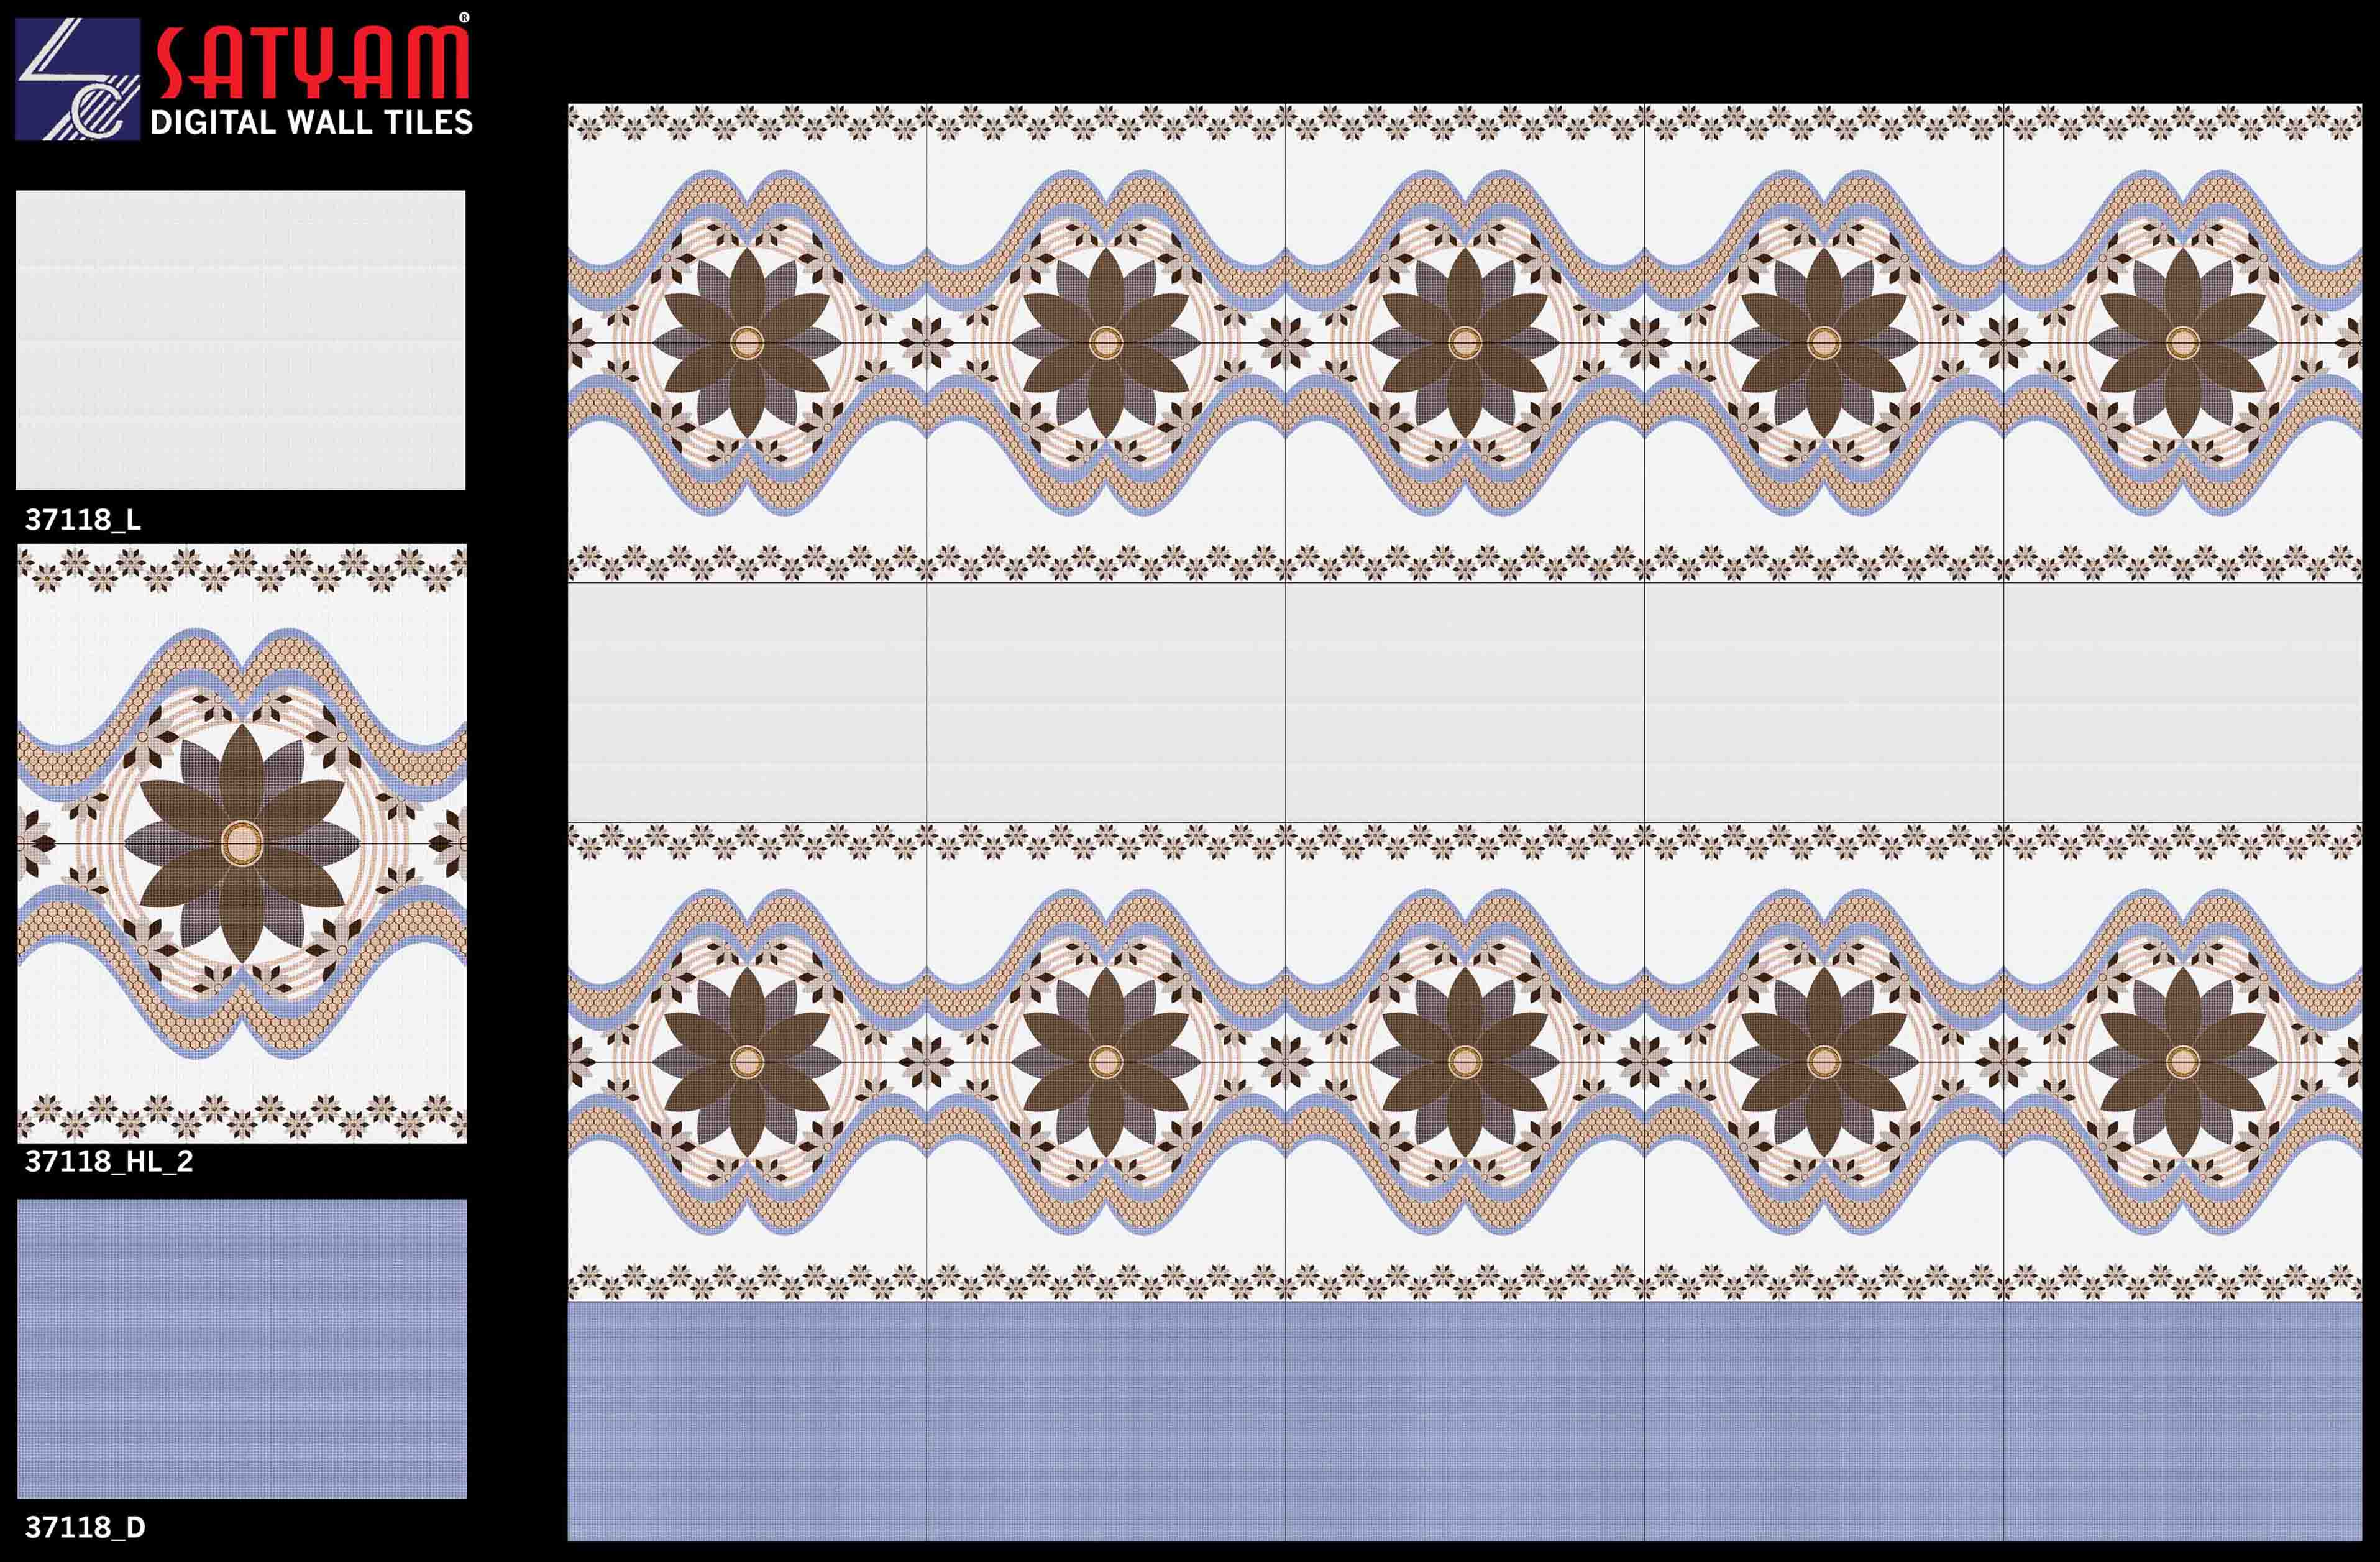 SATYAM®
DIGITAL WALL TILES
37118_L
37118_HL_2
37118_D